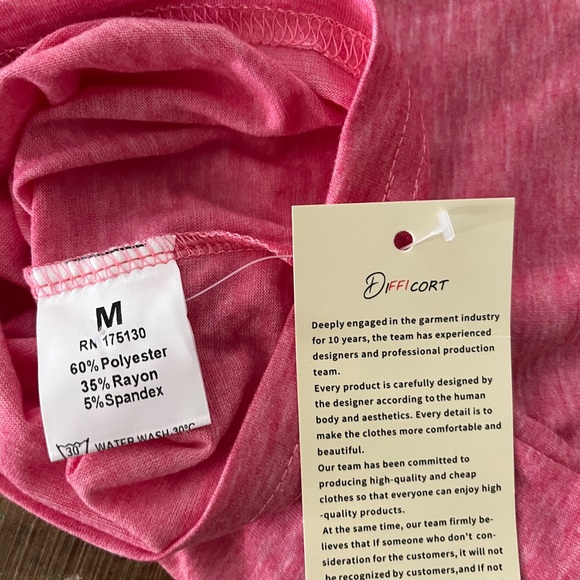 M
RN 175130
60% Polyester
35% Rayon
5% Spandex
30 WATER WASH 30°C
DIFFICORT
Deeply engaged in the garment industry
for 10 years, the team has experienced
designers and professional production
team.
Every product is carefully designed by
the designer according to the human
body and aesthetics. Every detail is to
make the clothes more comfortable and
beautiful.
Our team has been committed to
producing high-quality and cheap
clothes so that everyone can enjoy high
-quality products.
At the same time, our team firmly be-
lieves that If someone who don't con-
sideration for the customers, it will not
be recognized by customers,and If not